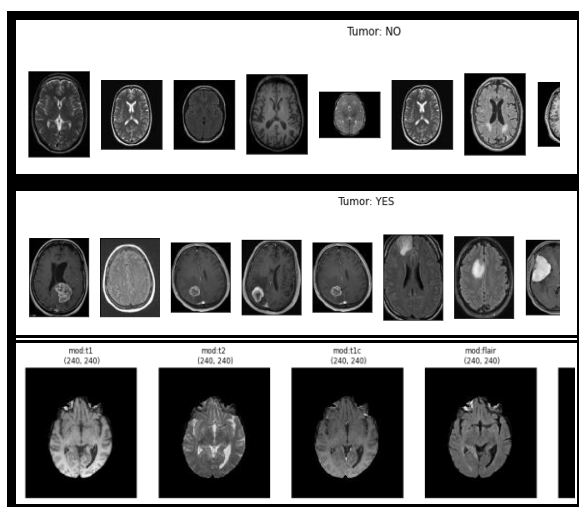 Tumor: NO
Tumor: YES
mod:t1
(240, 240)
mod:t2
(240, 240)
mod:t1c
(240, 240)
mod:flair
(240, 240)